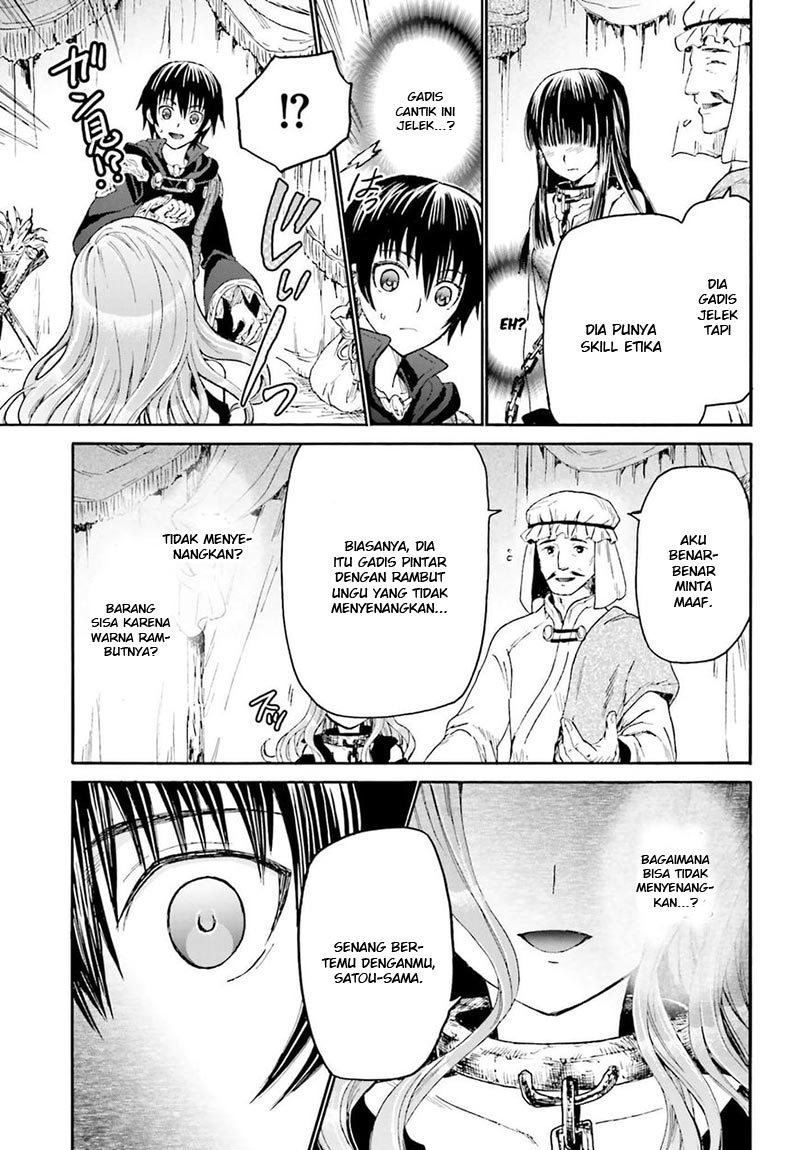 DIA
GADIS
JELEK
TAPI
DIA PUNYA
SKILL ETIKA
EH?
GADIS
CANTIK INI
JELEK...?
!?
AKU
BENAR-
BENAR
MINTA
MAAF.
BIASANYA, DIA
ITU GADIS PINTAR
DENGAN RAMBUT
UNGU YANG TIDAK
MENYENANGKAN...
TIDAK MENYE-
NANGKAN?
BARANG
SISA KARENA
WARNA RAM-
BUTNYA?
BAGAIMANA
BISA TIDAK
MENYENANG-
KAN...?
SENANG BER-
TEMU DENGANMU,
SATOU-SAMA.